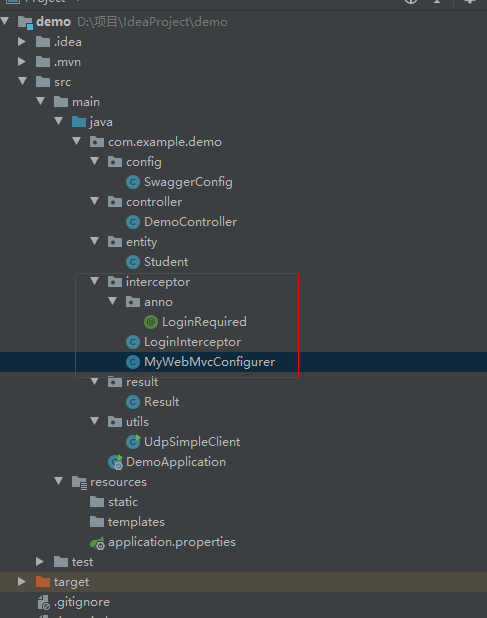 demo D:\项目\IdeaProject\demo
.idea
.mvn
src
main
java
com.example.demo
config
SwaggerConfig
controller
DemoController
entity
Student
interceptor
anno
LoginRequired
LoginInterceptor
MyWebMvcConfigurer
result
Result
utils
UdpSimpleClient
DemoApplication
resources
static
templates
application.properties
test
target
.gitignore